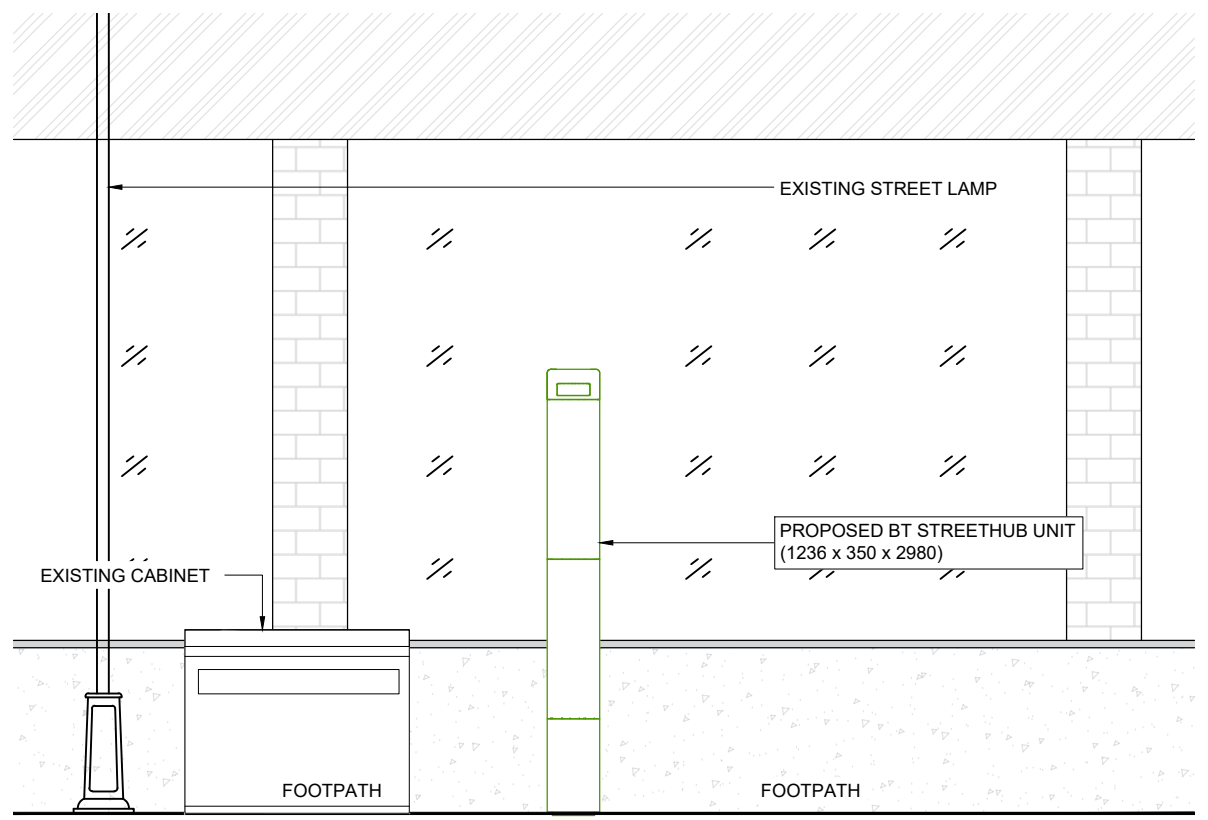 EXISTING STREET LAMP
PROPOSED BT STREETHUB UNIT
(1236 x 350 x 2980)
EXISTING CABINET
FOOTPATH
FOOTPATH